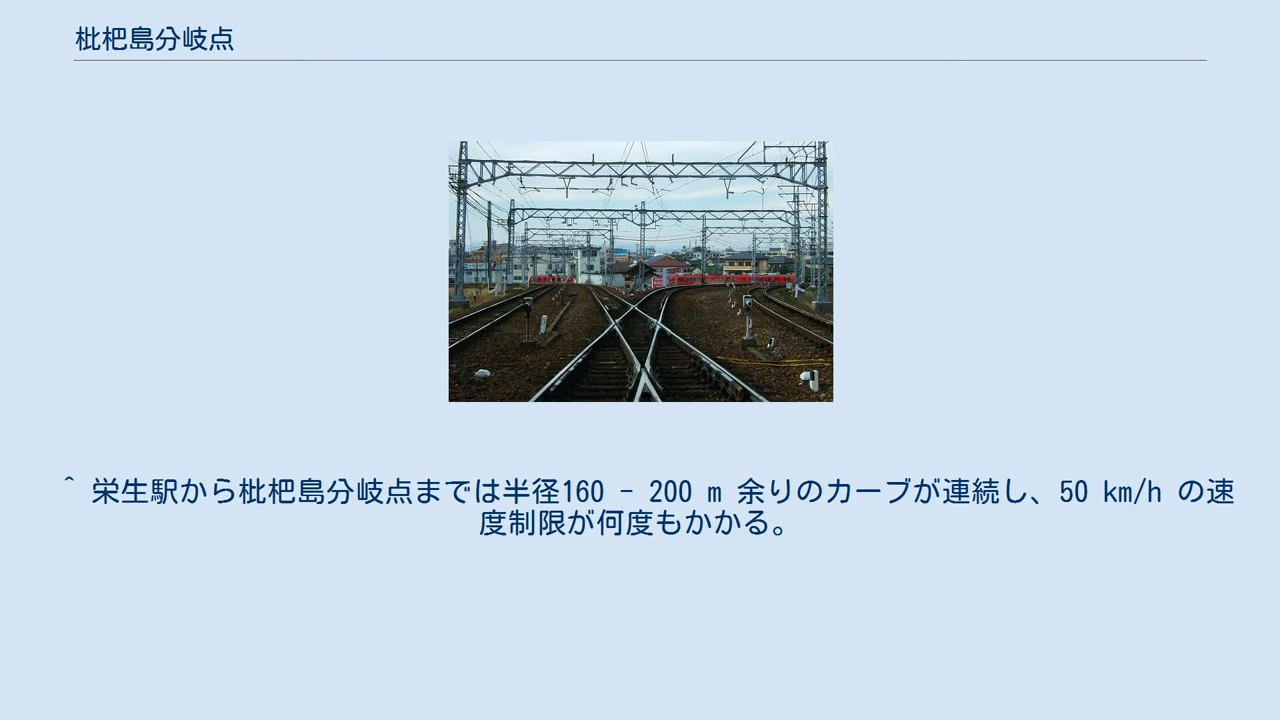 枇杷島分岐点
^ 栄生駅から枇杷島分岐点までは半径160 - 200 m 余りのカーブが連続し、50 km/h の速
度制限が何度もかかる。